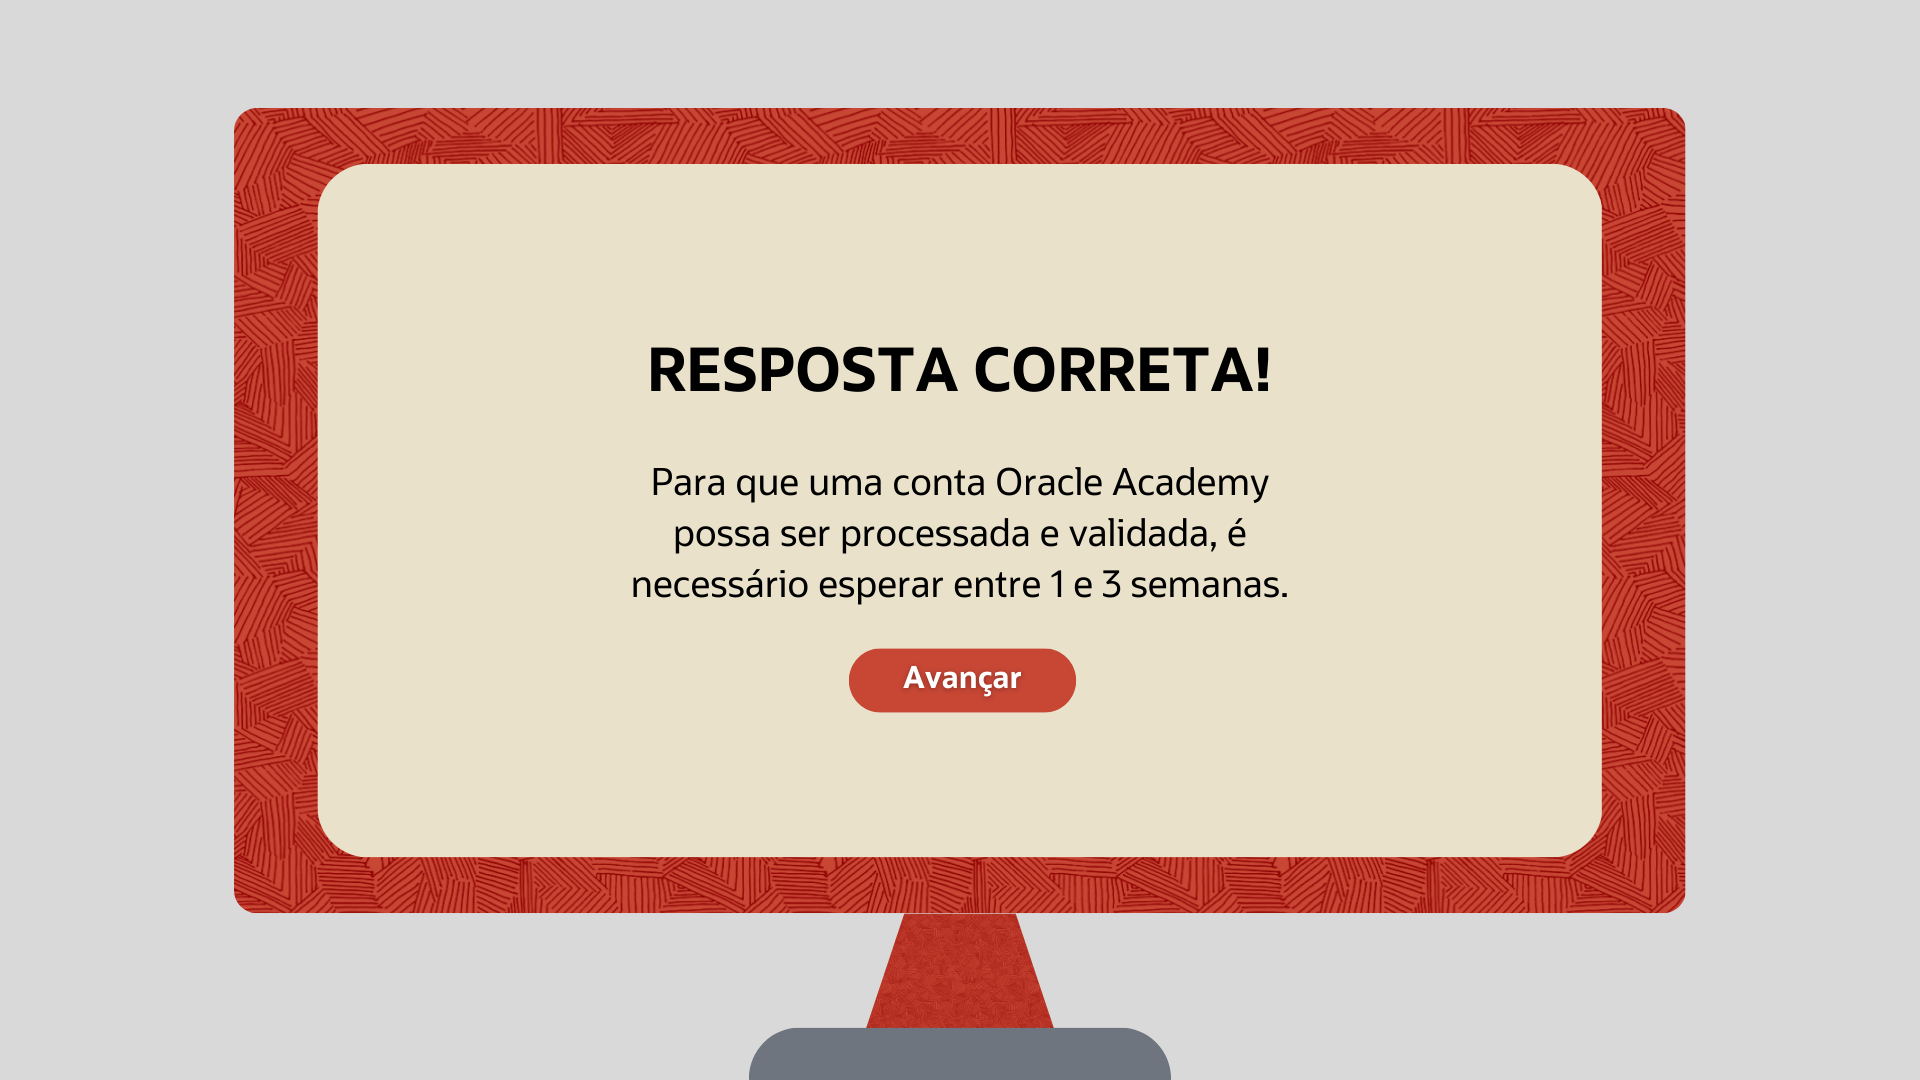 RESPOSTA CORRETA!
Para que uma conta Oracle Academy
possa ser processada e validada, é
necessário esperar entre 1 e 3 semanas.
Avançar